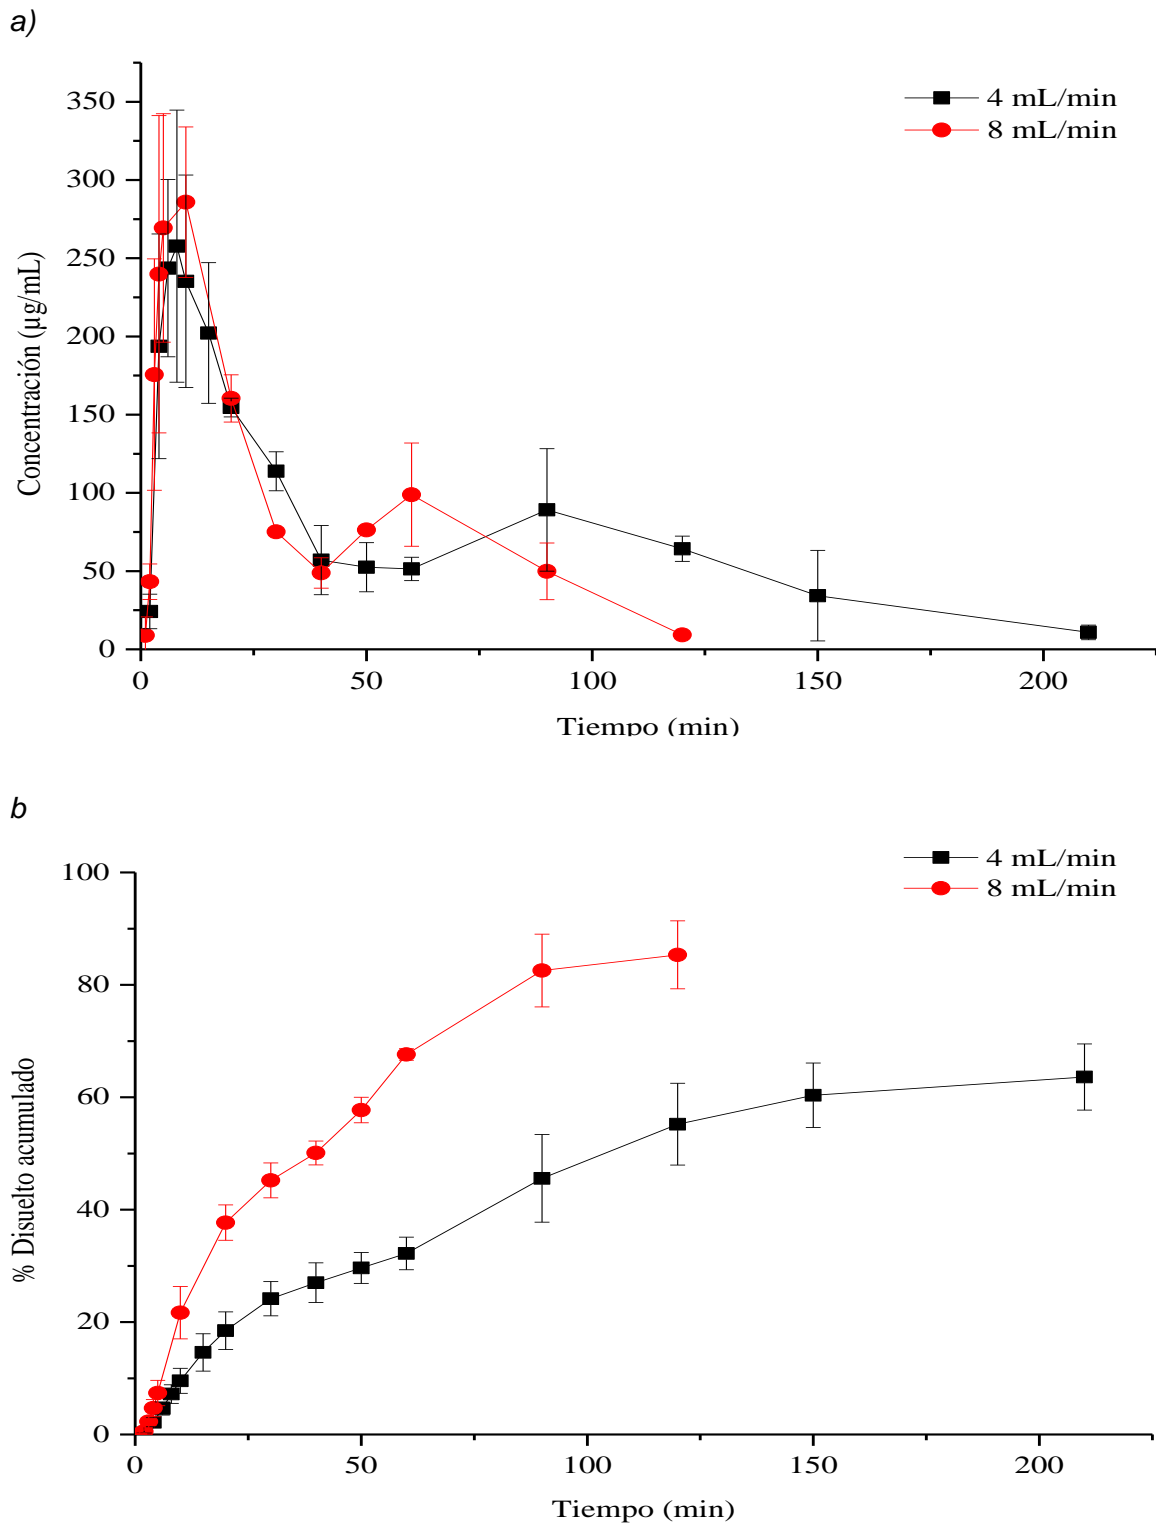 a)
4 mL/min
8 mL/min
350
300
250
200
150
100
50
0
Concentración (µg/mL)
0 50 100 150 200
Tiempo (min)
b
4 mL/min
8 mL/min
100
80
60
40
20
0
% Disuelto acumulado
0 50 100 150 200
Tiempo (min)